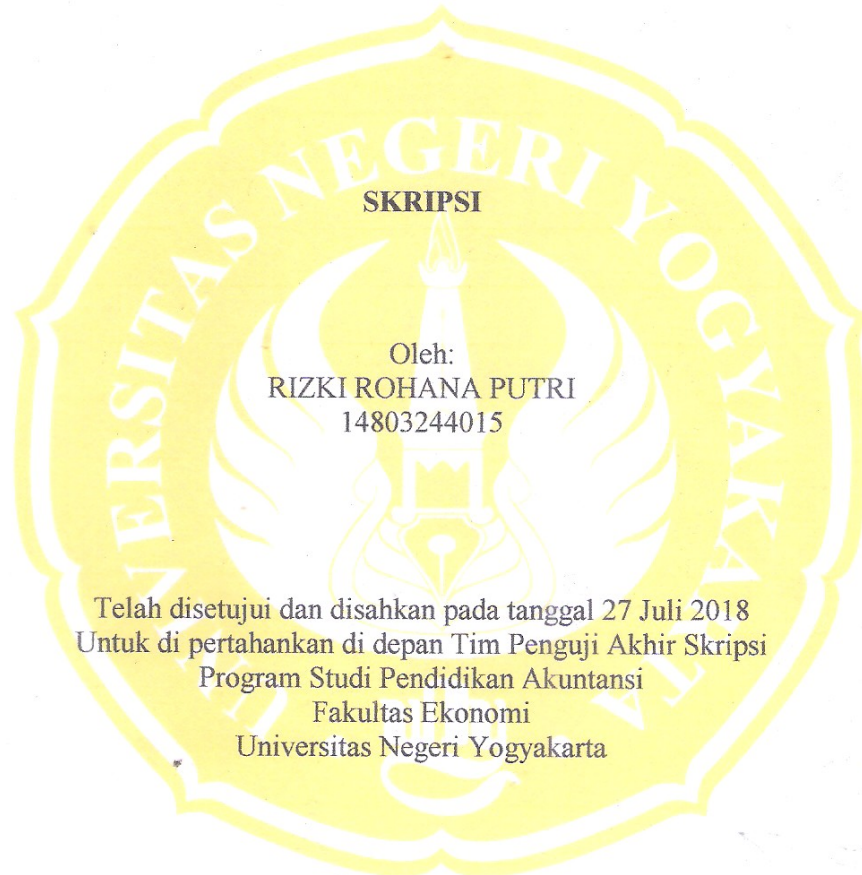 UNIVERSITAS NEGERI YOGYAKARTA
SKRIPSI
Oleh:
RIZKI ROHANA PUTRI
14803244015
Telah disetujui dan disahkan pada tanggal 27 Juli 2018
Untuk di pertahankan di depan Tim Penguji Akhir Skripsi
Program Studi Pendidikan Akuntansi
Fakultas Ekonomi
Universitas Negeri Yogyakarta